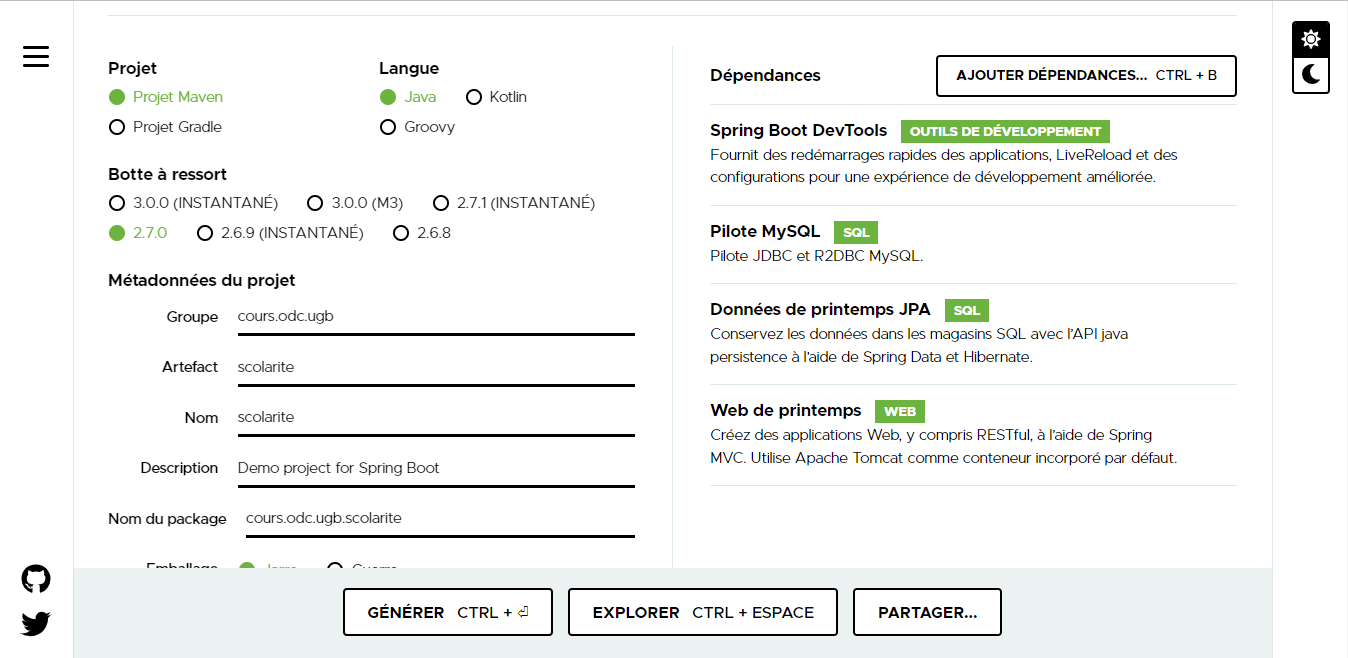 Projet
Langue
Projet Maven
Java
Kotlin
Projet Gradle
Groovy
Botte à ressort
3.0.0 (INSTANTANÉ)
3.0.0 (M3)
2.7.1 (INSTANTANÉ)
2.7.0
2.6.9 (INSTANTANÉ)
2.6.8
Métadonnées du projet
Groupe cours.odc.ugb
Artefact scolarite
Nom scolarite
Description Demo project for Spring Boot
Nom du package cours.odc.ugb.scolarite
Dépendances
AJOUTER DÉPENDANCES... CTRL + B
Spring Boot DevTools OUTILS DE DÉVELOPPEMENT
Fournit des redémarrages rapides des applications, LiveReload et des
configurations pour une expérience de développement améliorée.
Pilote MySQL SQL
Pilote JDBC et R2DBC MySQL.
Données de printemps JPA SQL
Conservez les données dans les magasins SQL avec l'API java
persistence à l'aide de Spring Data et Hibernate.
Web de printemps WEB
Créez des applications Web, y compris RESTful, à l'aide de Spring
MVC. Utilise Apache Tomcat comme conteneur incorporé par défaut.
GÉNÉRER CTRL + ⏎
EXPLORER CTRL + ESPACE
PARTAGER...